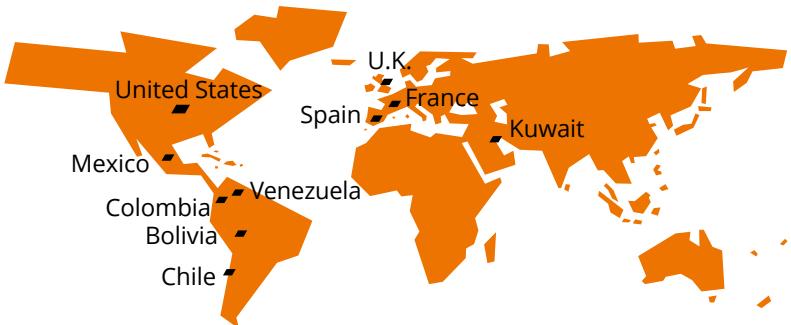 U.K.
United States
France
Spain
Kuwait
Mexico
Venezuela
Colombia
Bolivia
Chile